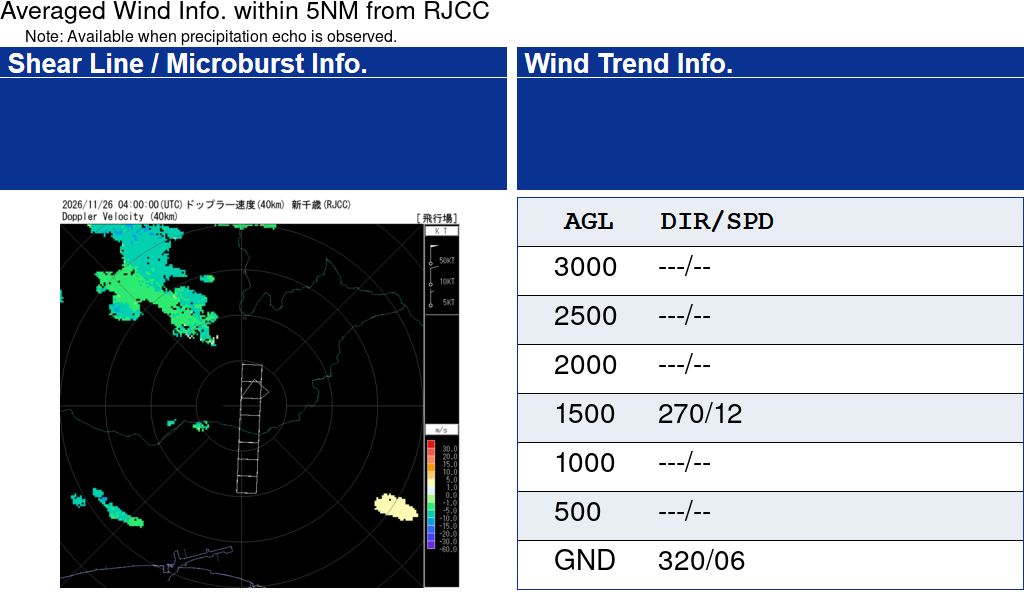 Averaged Wind Info. within 5NM from RJCC
Note: Available when precipitation echo is observed.
Shear Line / Microburst Info.
Wind Trend Info.
2026/11/26 04:00:00(UTC) ドップラー速度(40km) 新千歳(RJCC)
Doppler Velocity (40km)
[飛行場]
KT
50KT
10KT
5KT
m/s
30.0
20.0
15.0
10.0
5.0
1.0
0.0
-1.0
-5.0
-10.0
-15.0
-20.0
-30.0
-60.0
AGL DIR/SPD
3000 ---/--
2500 ---/--
2000 ---/--
1500 270/12
1000 ---/--
500 ---/--
GND 320/06